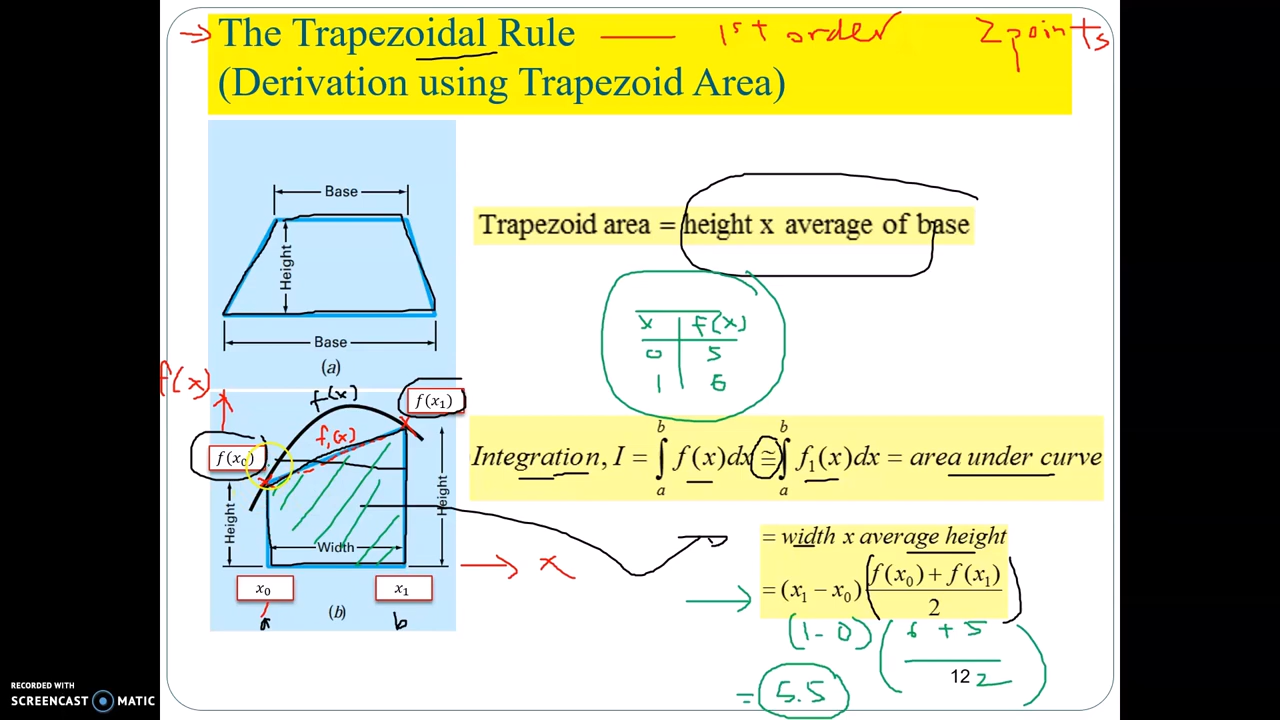 → The Trapezoidal Rule — 1st order 2 points
(Derivation using Trapezoid Area)
Base
Height
Base
(a)
Trapezoid area = height x average of base
x f(x)
0 5
1 6
f(x)
f(x)
f(x₁)
f₁(x)
f(x₀)
Height
Width
Height
x
x₀
x₁
(b)
a
b
Integration, I = ∫ₐᵇ f(x)dx ≅ ∫ₐᵇ f₁(x)dx = area under curve
= width x average height
= (x₁ − x₀) (f(x₀) + f(x₁))/2
(1-0) (6 + 5)/2
12
= 5.5
RECORDED WITH
SCREENCAST MATIC